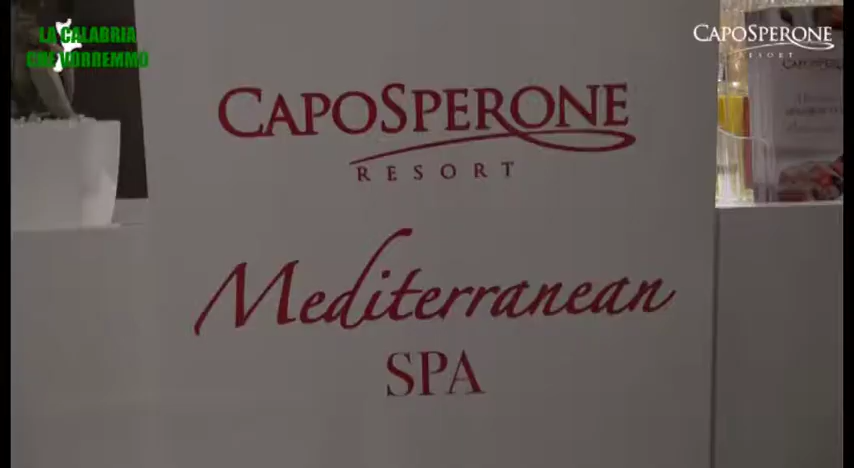 LA CALABRIA
CHE VORREMMO
CAPOSPERONE
RESORT
CAPOSPERONE
RESORT
Mediterranean
SPA